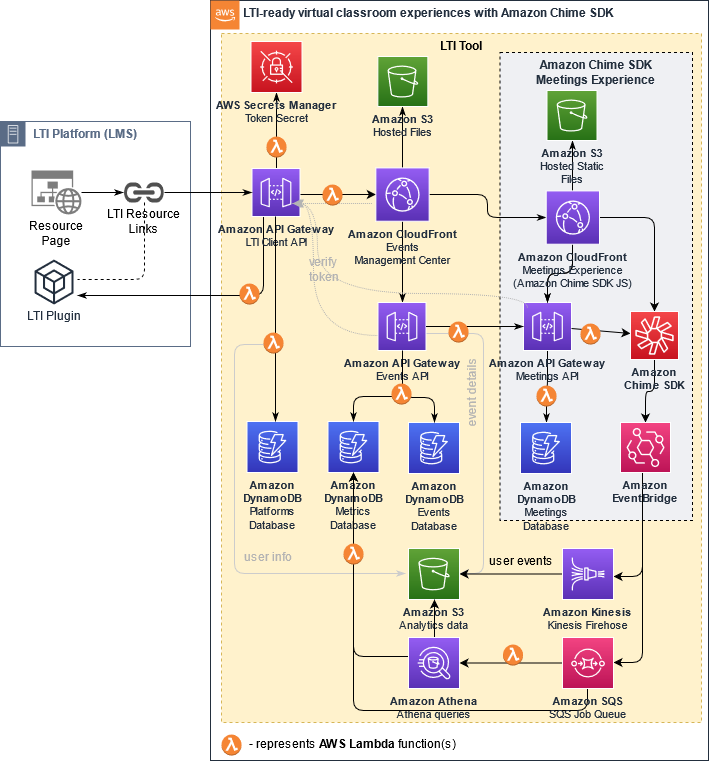 aws
LTI-ready virtual classroom experiences with Amazon Chime SDK
LTI Tool
Amazon Chime SDK
Meetings Experience
AWS Secrets Manager
Token Secret
Amazon S3
Hosted Files
Amazon S3
Hosted Static
Files
LTI Platform (LMS)
Resource
Page
LTI Resource
Links
LTI Plugin
Amazon API Gateway
LTI Client API
Amazon CloudFront
Events
Management Center
Amazon CloudFront
Meetings Experience
(Amazon Chime SDK JS)
verify
token
Amazon API Gateway
Events API
Amazon API Gateway
Meetings API
Amazon
Chime SDK
event details
Amazon
DynamoDB
Platforms
Database
Amazon
DynamoDB
Metrics
Database
Amazon
DynamoDB
Events
Database
Amazon
DynamoDB
Meetings
Database
Amazon
EventBridge
user info
user events
Amazon S3
Analytics data
Amazon Kinesis
Kinesis Firehose
Amazon Athena
Athena queries
Amazon SQS
SQS Job Queue
- represents AWS Lambda function(s)